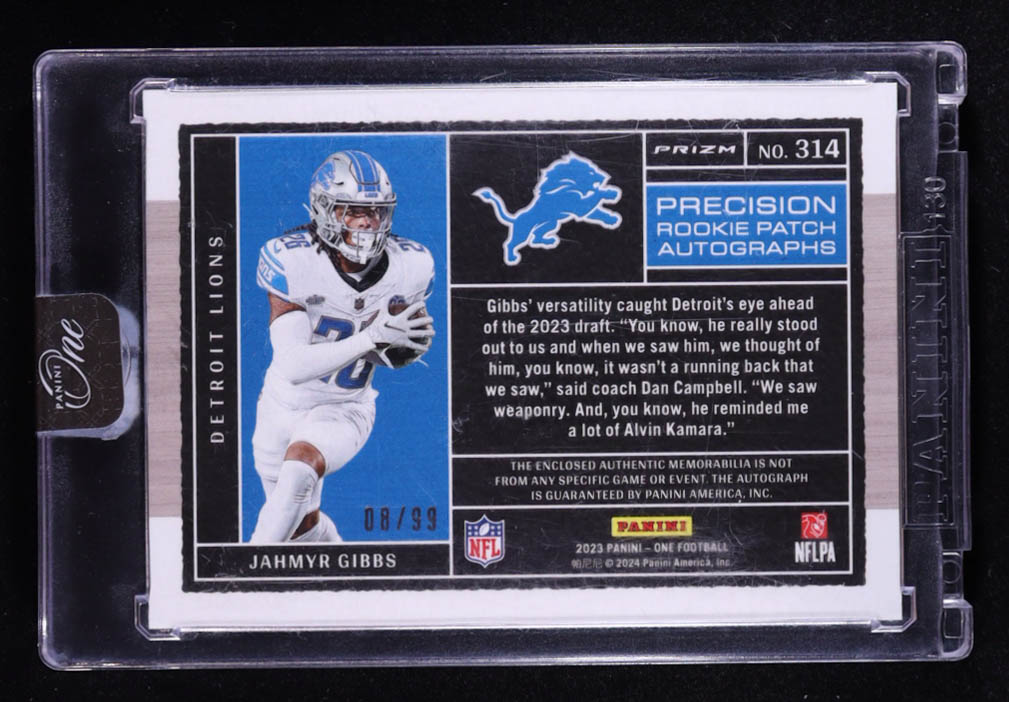 PANINI
One
DETROIT LIONS
26
26
08/99
JAHMYR GIBBS
PRIZM
NO. 314
PRECISION
ROOKIE PATCH
AUTOGRAPHS
Gibbs' versatility caught Detroit's eye ahead
of the 2023 draft. "You know, he really stood
out to us and when we saw him, we thought of
him, you know, it wasn't a running back that
we saw," said coach Dan Campbell. "We saw
weaponry. And, you know, he reminded me
a lot of Alvin Kamara."
THE ENCLOSED AUTHENTIC MEMORABILIA IS NOT
FROM ANY SPECIFIC GAME OR EVENT. THE AUTOGRAPH
IS GUARANTEED BY PANINI AMERICA, INC.
NFL
PANINI
2023 PANINI – ONE FOOTBALL
帕尼尼 © 2024 Panini America, Inc.
NFLPA
PANINI
130